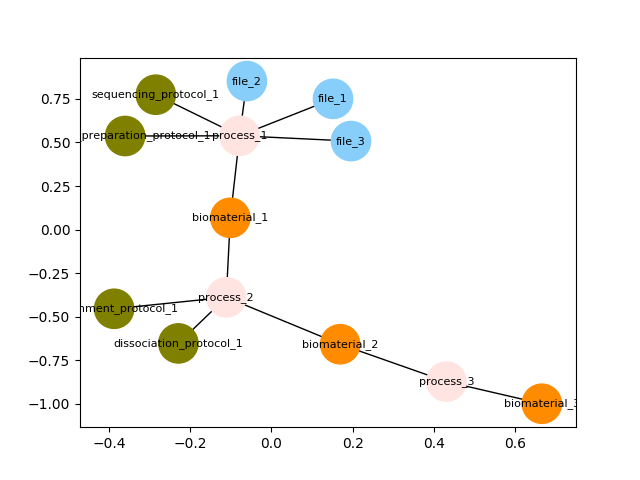 file_2
sequencing_protocol_1
file_1
0.75
preparation_protocol_1
process_1
file_3
0.50
0.25
biomaterial_1
0.00
−0.25
process_2
nment_protocol_1
−0.50
dissociation_protocol_1
biomaterial_2
−0.75
process_3
−1.00
biomaterial_3
−0.4 −0.2 0.0 0.2 0.4 0.6